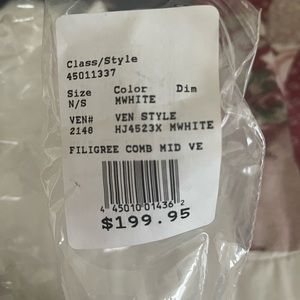 Class/Style
45011337
Size Color Dim
N/S MWHITE
VEN# VEN STYLE
2148 HJ4523X MWHITE
FILIGREE COMB MID VE
4 45010 01436 2
$199.95